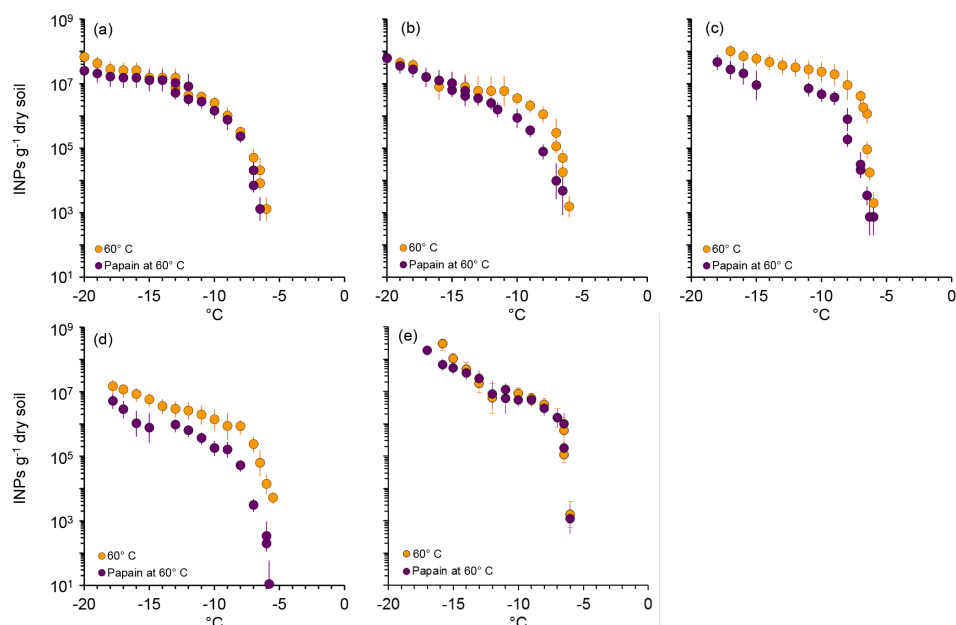 (a)
(b)
(c)
INPs g⁻¹ dry soil
10⁹
10⁷
10⁵
10³
10¹
60° C
Papain at 60° C
60° C
Papain at 60° C
60° C
Papain at 60° C
-20 -15 -10 -5 0
-20 -15 -10 -5 0
-20 -15 -10 -5 0
°C
°C
°C
(d)
(e)
INPs g⁻¹ dry soil
10⁹
10⁷
10⁵
10³
10¹
60° C
Papain at 60° C
60° C
Papain at 60° C
-20 -15 -10 -5 0
-20 -15 -10 -5 0
°C
°C